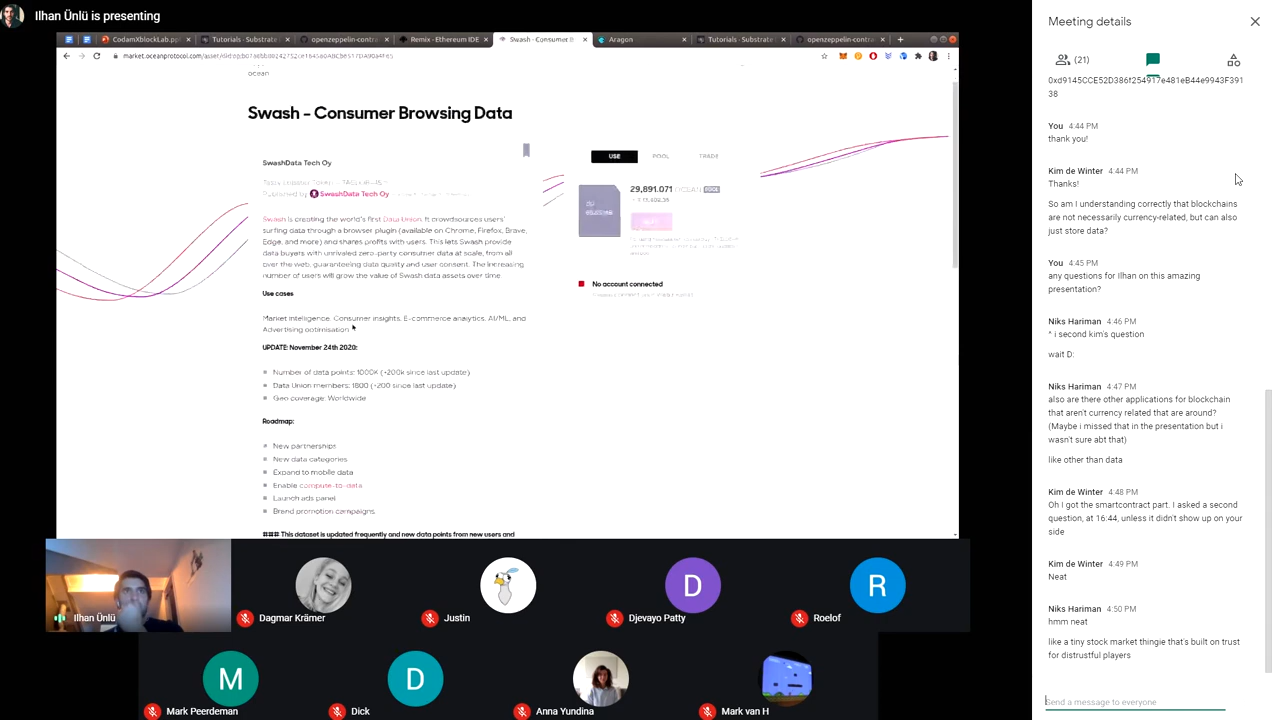 Ilhan Ünlü is presenting
CodamXblockLab.pp
Tutorials · Substrate
openzeppelin-contra
Remix - Ethereum IDE
Swash - Consumer B
Aragon
Tutorials · Substrate
openzeppelin-contra
ocean
Swash - Consumer Browsing Data
SwashData Tech Oy
Published by SwashData Tech Oy
Swash is creating the world's first Data Union. It crowdsources users'
surfing data through a browser plugin (available on Chrome, Firefox, Brave,
Edge, and more) and shares profits with users. This lets Swash provide
data buyers with unrivaled zero-party consumer data at scale, from all
over the web, guaranteeing data quality and user consent. The increasing
number of users will grow the value of Swash data assets over time.
Use cases
Market intelligence, Consumer insights, E-commerce analytics, AI/ML, and
Advertising optimisation
UPDATE: November 24th 2020:
Number of data points: 1000K (+200k since last update)
Data Union members: 1800 (+200 since last update)
Geo coverage: Worldwide
Roadmap:
New partnerships
New data categories
Expand to mobile data
Enable compute-to-data
Launch ads panel
Brand promotion campaigns.
### This dataset is updated frequently and new data points from new users and
USE
POOL
TRADE
29,891.071 OCEAN POOL
No account connected
Ilhan Ünlü
Dagmar Krämer
Justin
D
Djevayo Patty
R
Roelof
M
Mark Peerdeman
D
Dick
Anna Yundina
Mark van H
Meeting details
(21)
0xd9145CCE52D386f254917e481eB44e9943F391
38
You 4:44 PM
thank you!
Kim de Winter 4:44 PM
Thanks!
So am I understanding correctly that blockchains
are not necessarily currency-related, but can also
just store data?
You 4:45 PM
any questions for Ilhan on this amazing
presentation?
Niks Hariman 4:46 PM
^ i second kim's question
wait D:
Niks Hariman 4:47 PM
also are there other applications for blockchain
that aren't currency related that are around?
(Maybe i missed that in the presentation but i
wasn't sure abt that)
like other than data
Kim de Winter 4:48 PM
Oh I got the smartcontract part. I asked a second
question, at 16:44, unless it didn't show up on your
side
Kim de Winter 4:49 PM
Neat
Niks Hariman 4:50 PM
hmm neat
like a tiny stock market thingie that's built on trust
for distrustful players
Send a message to everyone